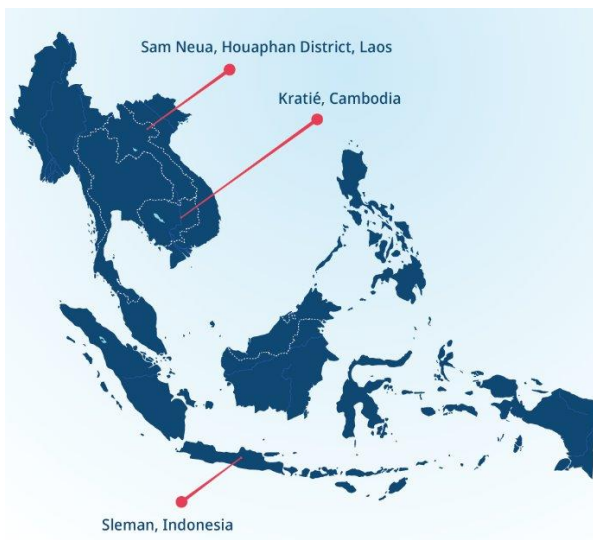 Sam Neua, Houaphan District, Laos
Kratié, Cambodia
Sleman, Indonesia